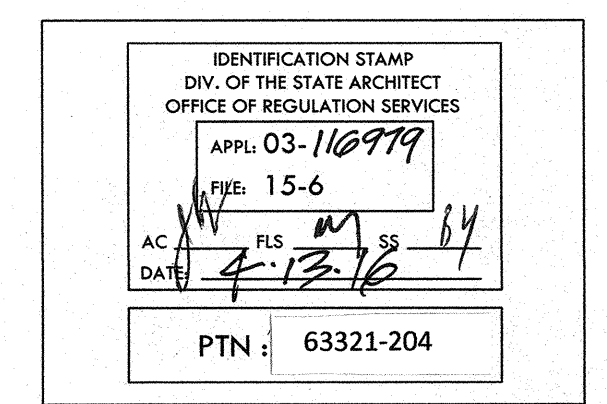 IDENTIFICATION STAMP
DIV. OF THE STATE ARCHITECT
OFFICE OF REGULATION SERVICES
APPL: 03-116979
FILE: 15-6
AC FLS SS
DATE: 4.13.16
PTN : 63321-204